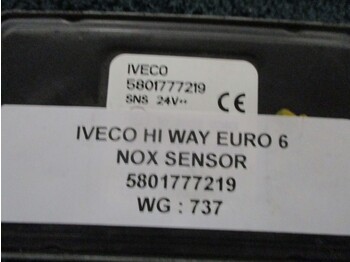 IVECO
5801777219
SNS 24V
CE
IVECO HI WAY EURO 6
NOX SENSOR
5801777219
WG : 737